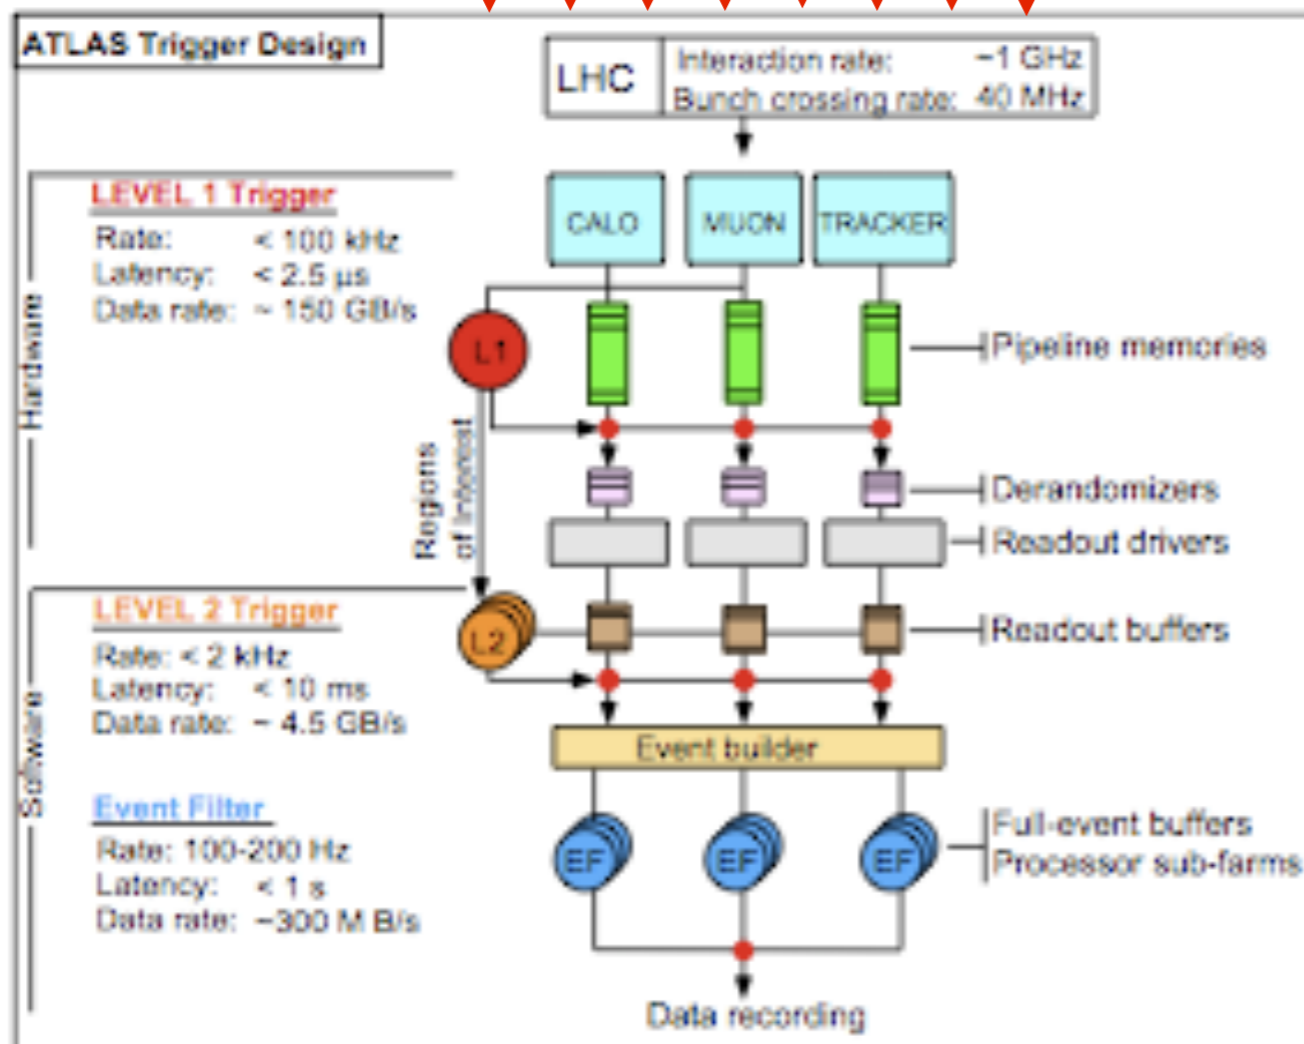 ATLAS Trigger Design
LHC
Interaction rate: ~1 GHz
Bunch crossing rate: 40 MHz
LEVEL 1 Trigger
Rate: < 100 kHz
Latency: < 2.5 µs
Data rate: ~ 150 GB/s
Hardware
CALO
MUON
TRACKER
L1
Pipeline memories
Regions
of Interest
Derandomizers
Readout drivers
LEVEL 2 Trigger
Rate: < 2 kHz
Latency: < 10 ms
Data rate: ~ 4.5 GB/s
Software
L2
Readout buffers
Event builder
Event Filter
Rate: 100-200 Hz
Latency: < 1 s
Data rate: ~300 M B/s
EF
EF
EF
Full-event buffers
Processor sub-farms
Data recording